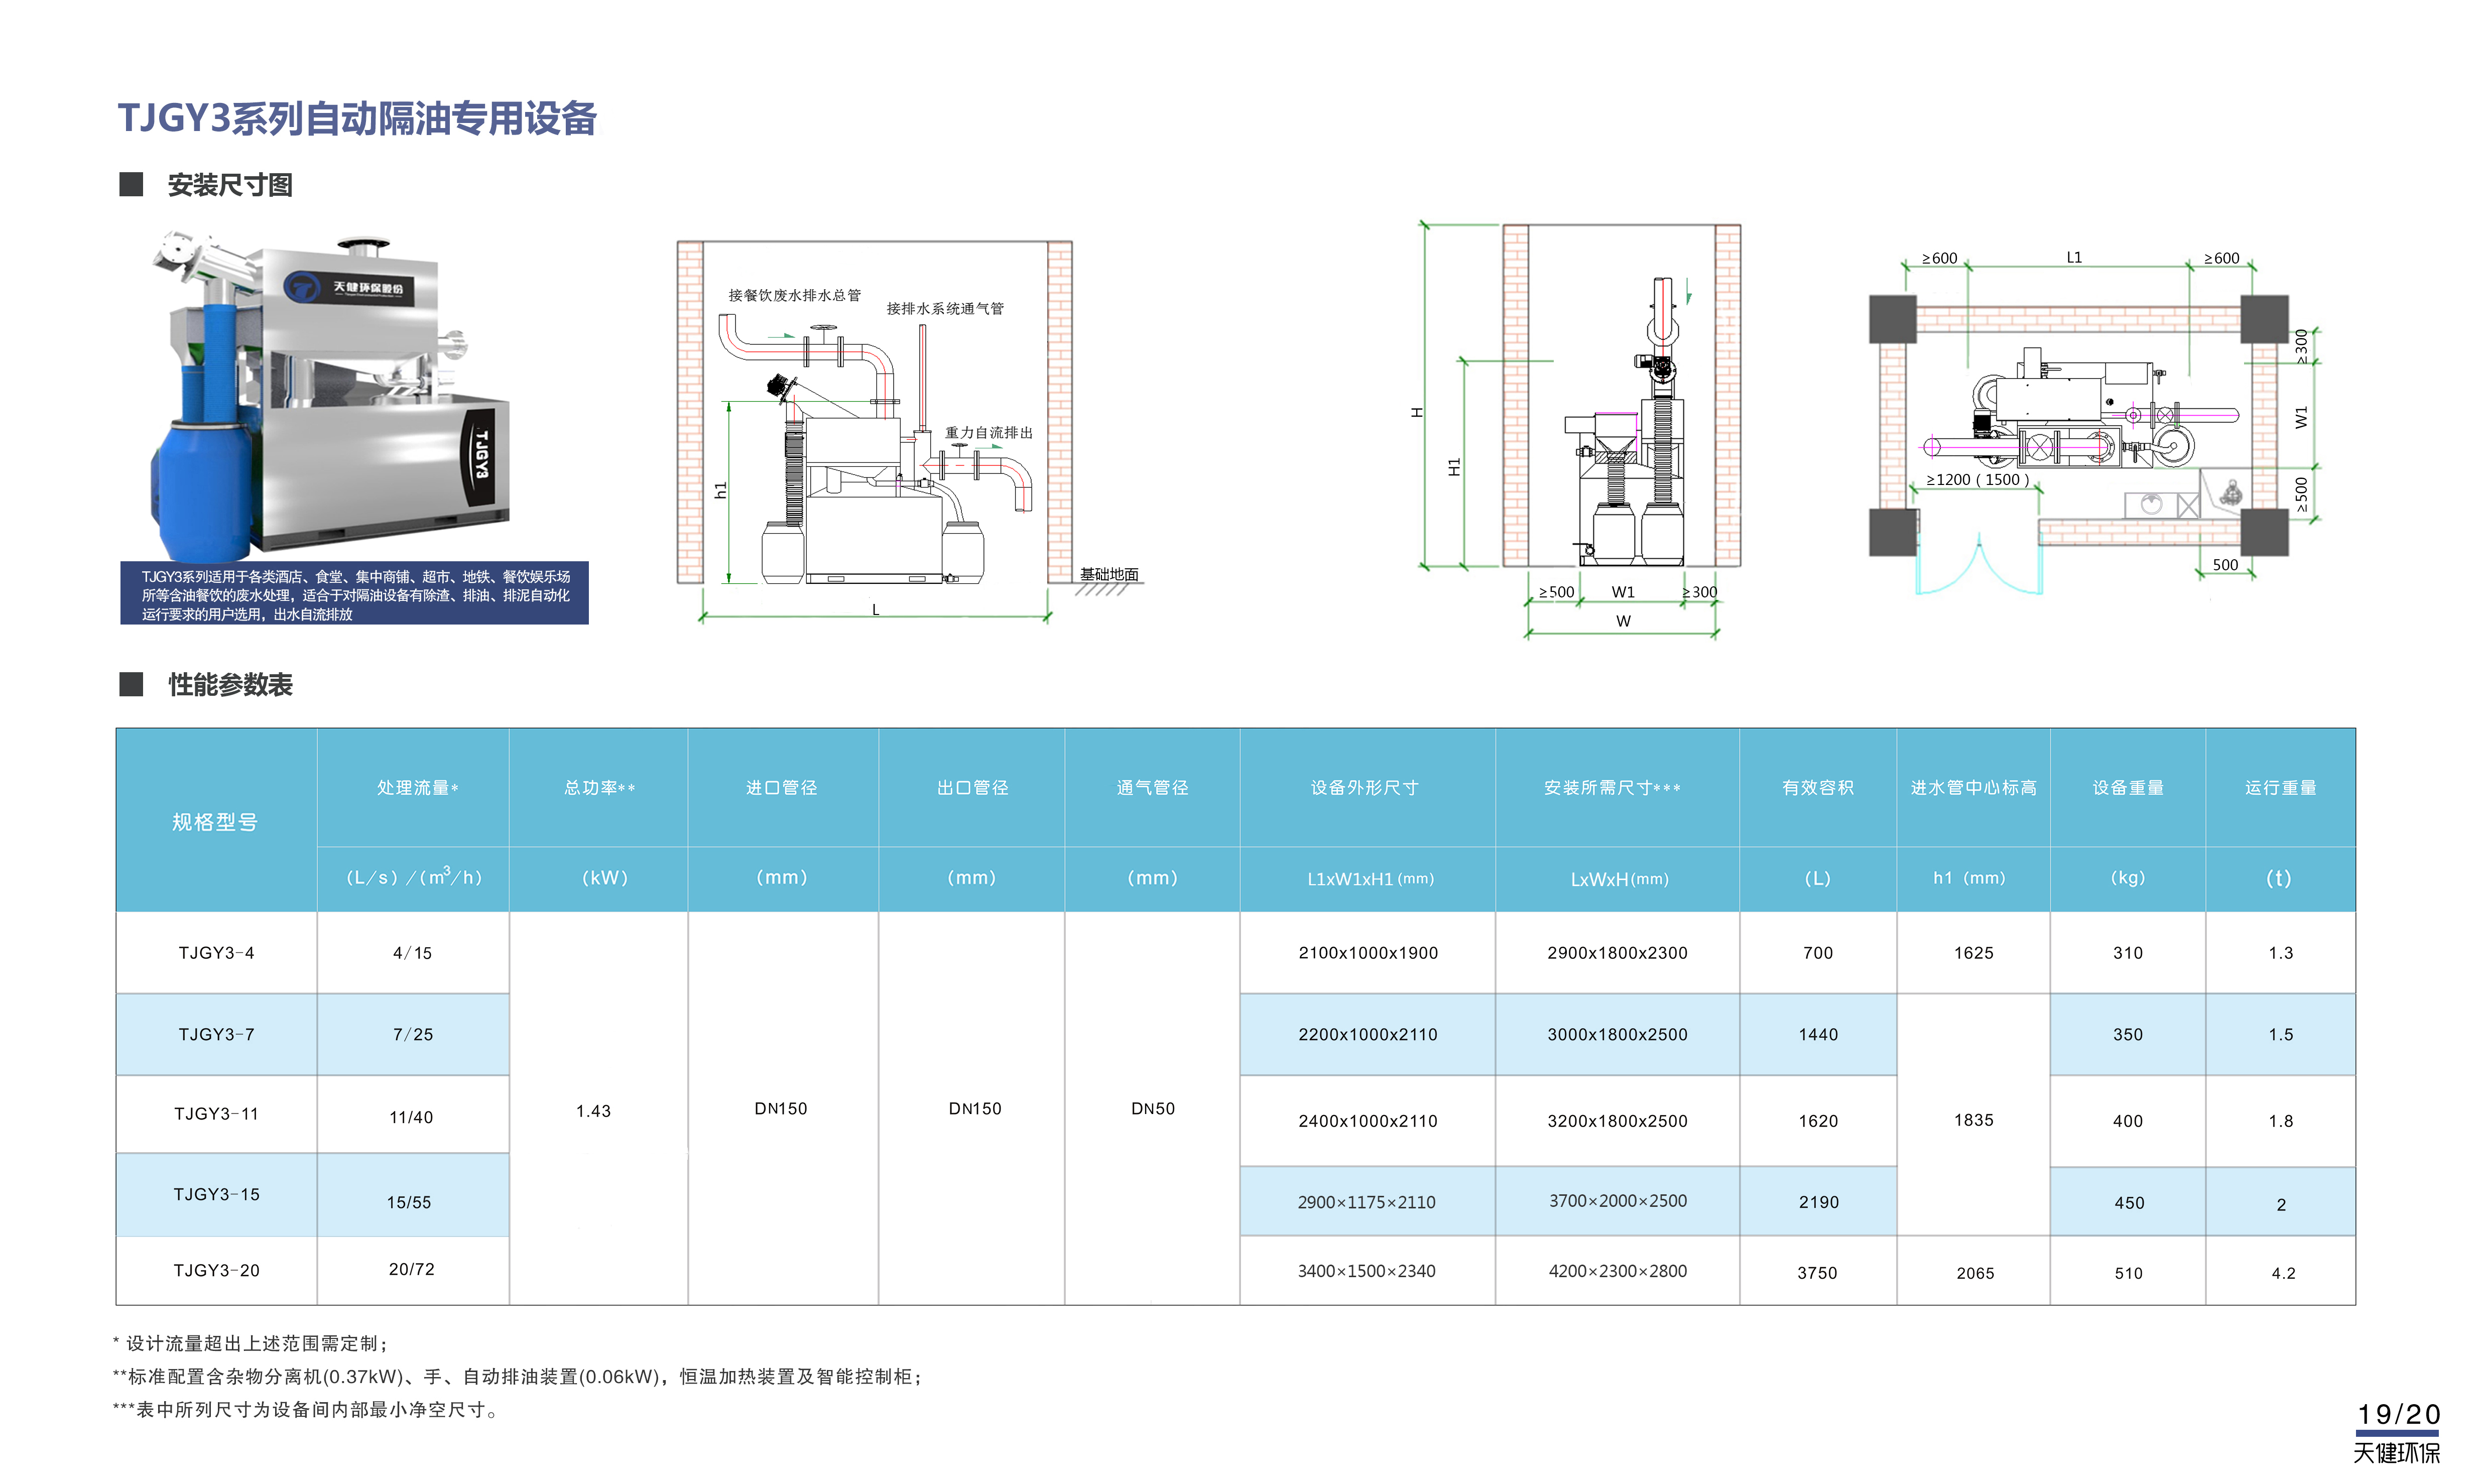 TJGY3系列自动隔油专用设备
安装尺寸图
天健环保股份
TJGY3
TJGY3系列适用于各类酒店、食堂、集中商铺、超市、地铁、餐饮娱乐场
所等含油餐饮的废水处理，适合于对隔油设备有除渣、排油、排泥自动化
运行要求的用户选用，出水自流排放
接餐饮废水排水总管
接排水系统通气管
重力自流排出
h1
基础地面
L
H
H1
≥500 W1 ≥300
W
≥600 L1 ≥600
≥300
W1
≥1200（1500）
≥500
500
性能参数表
规格型号 处理流量* 总功率** 进口管径 出口管径 通气管径 设备外形尺寸 安装所需尺寸*** 有效容积 进水管中心标高 设备重量 运行重量
(L/s)/(m³/h) (kW) (mm) (mm) (mm) L1xW1xH1(mm) LxWxH(mm) (L) h1 (mm) (kg) (t)
TJGY3-4 4/15 2100x1000x1900 2900x1800x2300 700 1625 310 1.3
TJGY3-7 7/25 2200x1000x2110 3000x1800x2500 1440 350 1.5
TJGY3-11 11/40 1.43 DN150 DN150 DN50 2400x1000x2110 3200x1800x2500 1620 1835 400 1.8
TJGY3-15 15/55 2900×1175×2110 3700×2000×2500 2190 450 2
TJGY3-20 20/72 3400×1500×2340 4200×2300×2800 3750 2065 510 4.2
* 设计流量超出上述范围需定制；
**标准配置含杂物分离机(0.37kW)、手、自动排油装置(0.06kW)，恒温加热装置及智能控制柜；
***表中所列尺寸为设备间内部最小净空尺寸。
19/20
天健环保